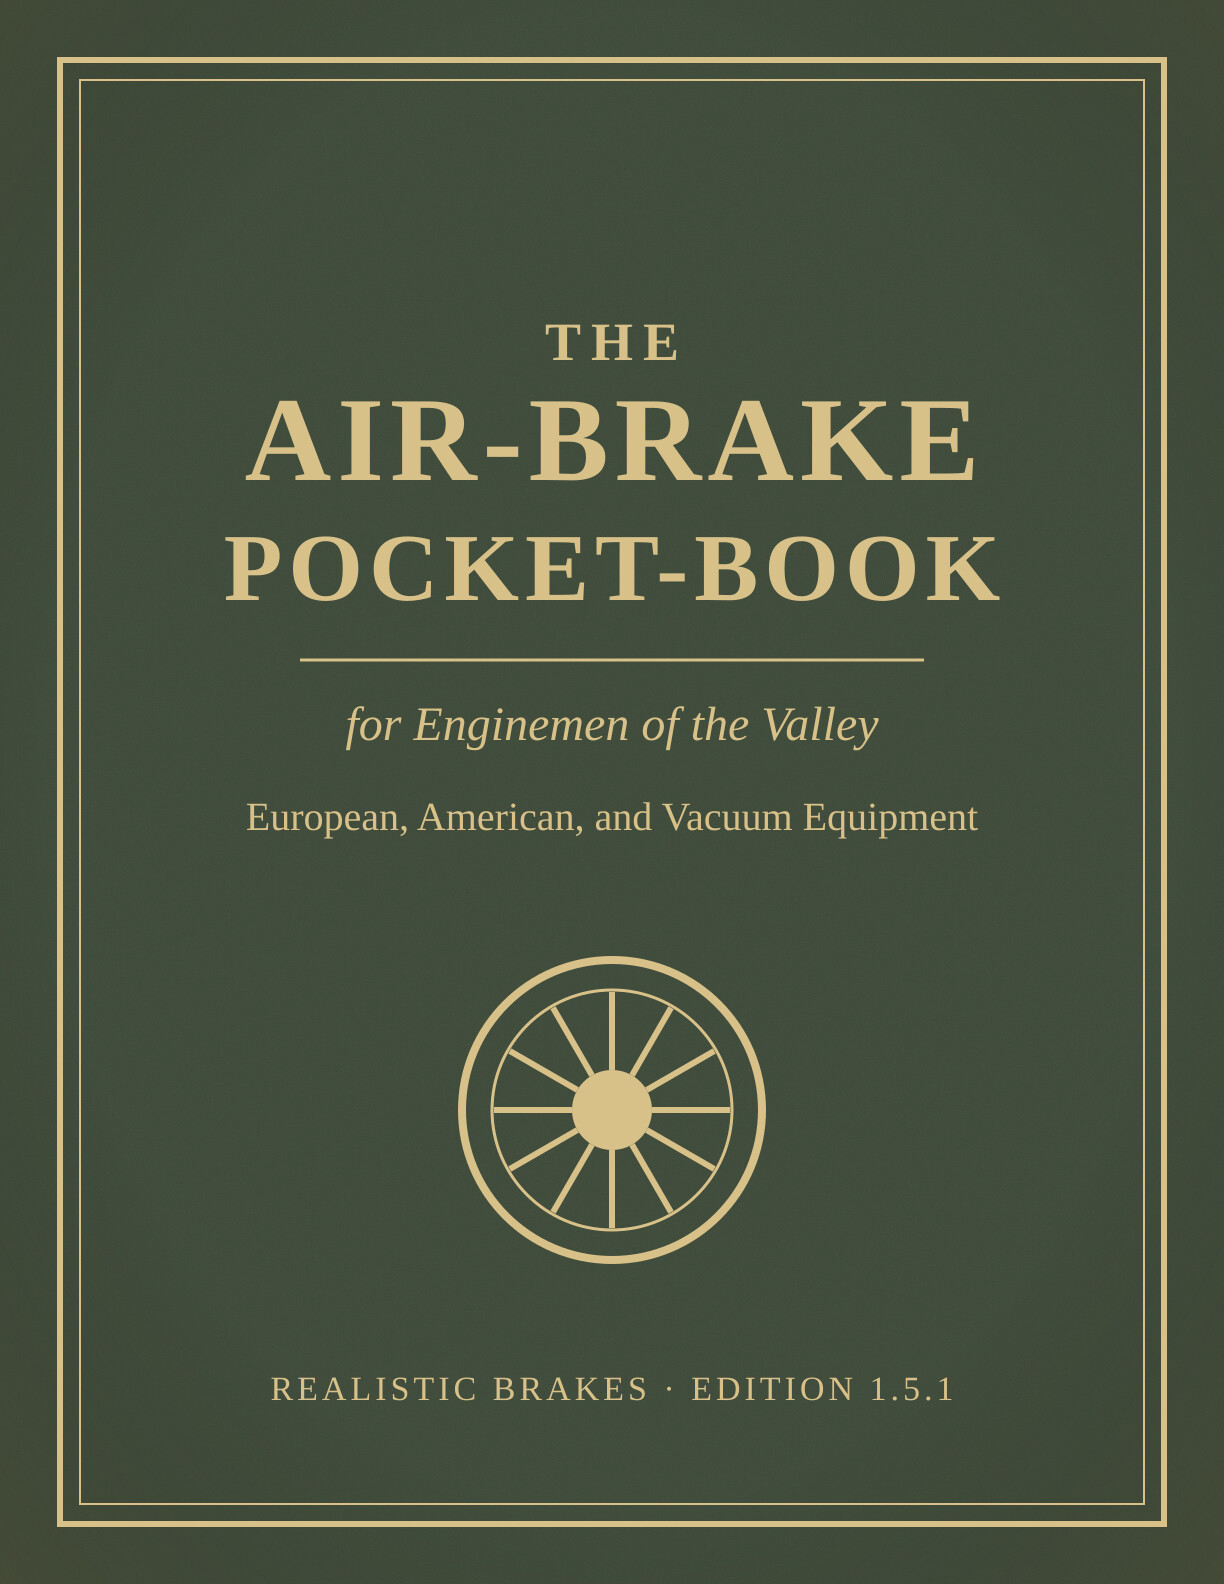 THE
AIR-BRAKE
POCKET-BOOK
for Enginemen of the Valley
European, American, and Vacuum Equipment
REALISTIC BRAKES · EDITION 1.5.1